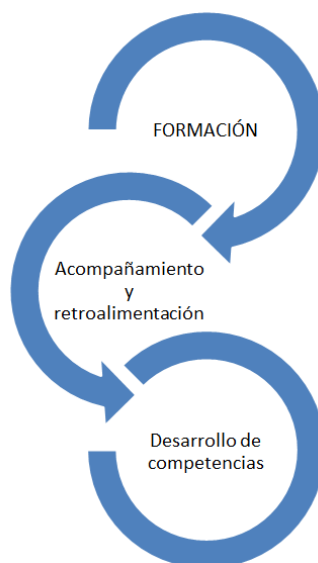 FORMACIÓN
Acompañamiento
y
retroalimentación
Desarrollo de
competencias